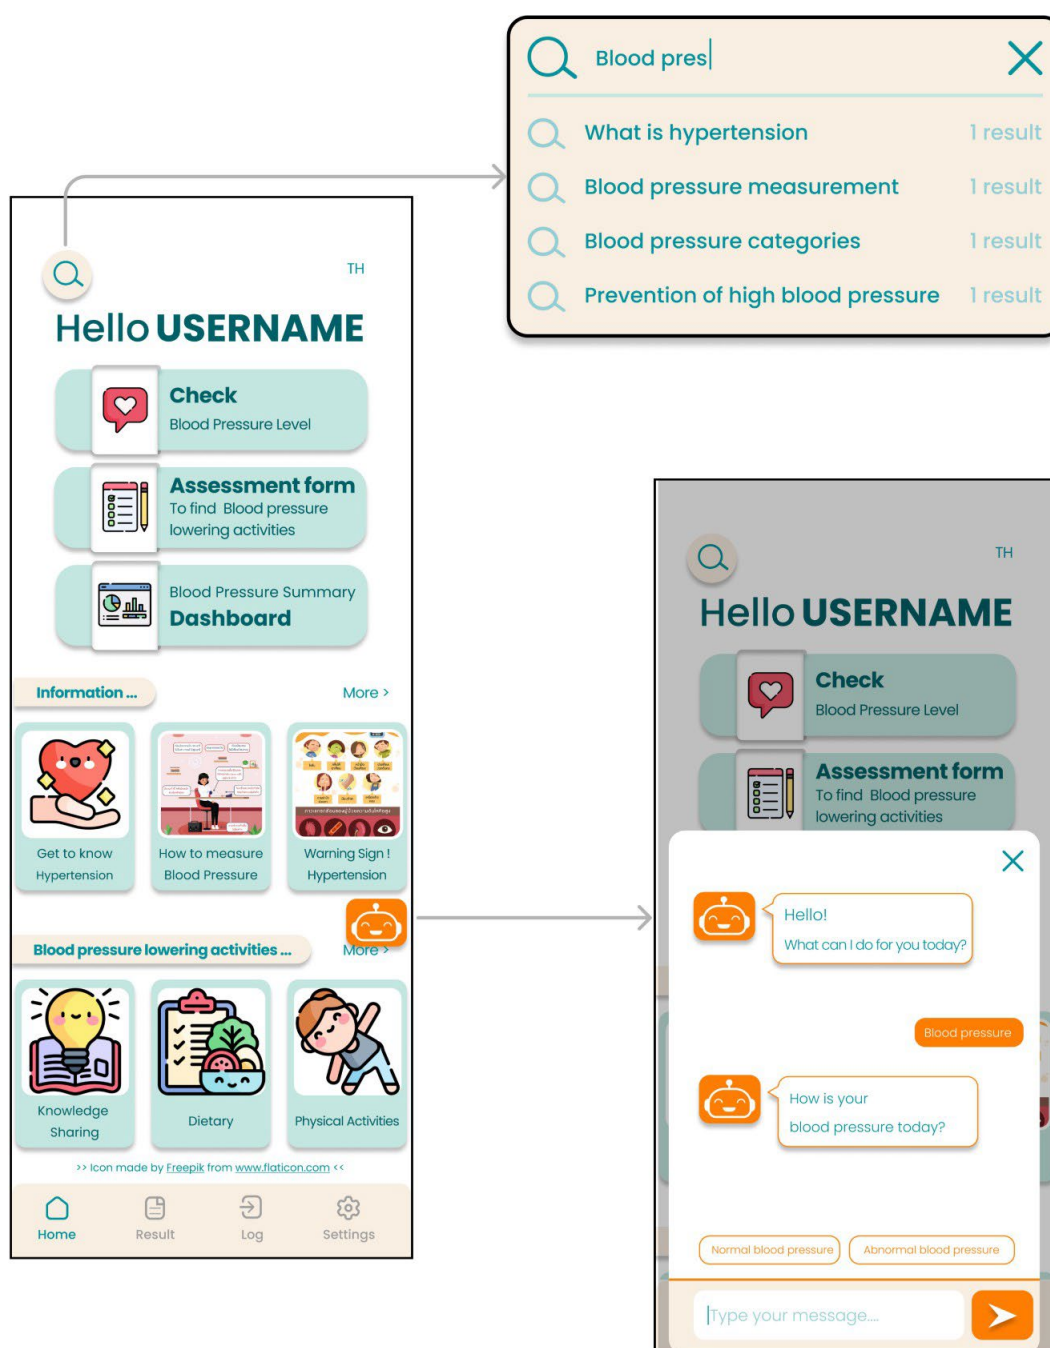 Blood pres
What is hypertension 1 result
Blood pressure measurement 1 result
Blood pressure categories 1 result
Prevention of high blood pressure 1 result
TH
Hello USERNAME
Check
Blood Pressure Level
Assessment form
To find Blood pressure
lowering activities
Blood Pressure Summary
Dashboard
Information ... More >
Get to know
Hypertension
How to measure
Blood Pressure
Warning Sign !
Hypertension
Blood pressure lowering activities ... More >
Knowledge
Sharing
Dietary
Physical Activities
>> Icon made by Freepik from www.flaticon.com <<
Home Result Log Settings
TH
Hello USERNAME
Check
Blood Pressure Level
Assessment form
To find Blood pressure
lowering activities
Hello!
What can I do for you today?
Blood pressure
How is your
blood pressure today?
Normal blood pressure Abnormal blood pressure
Type your message....